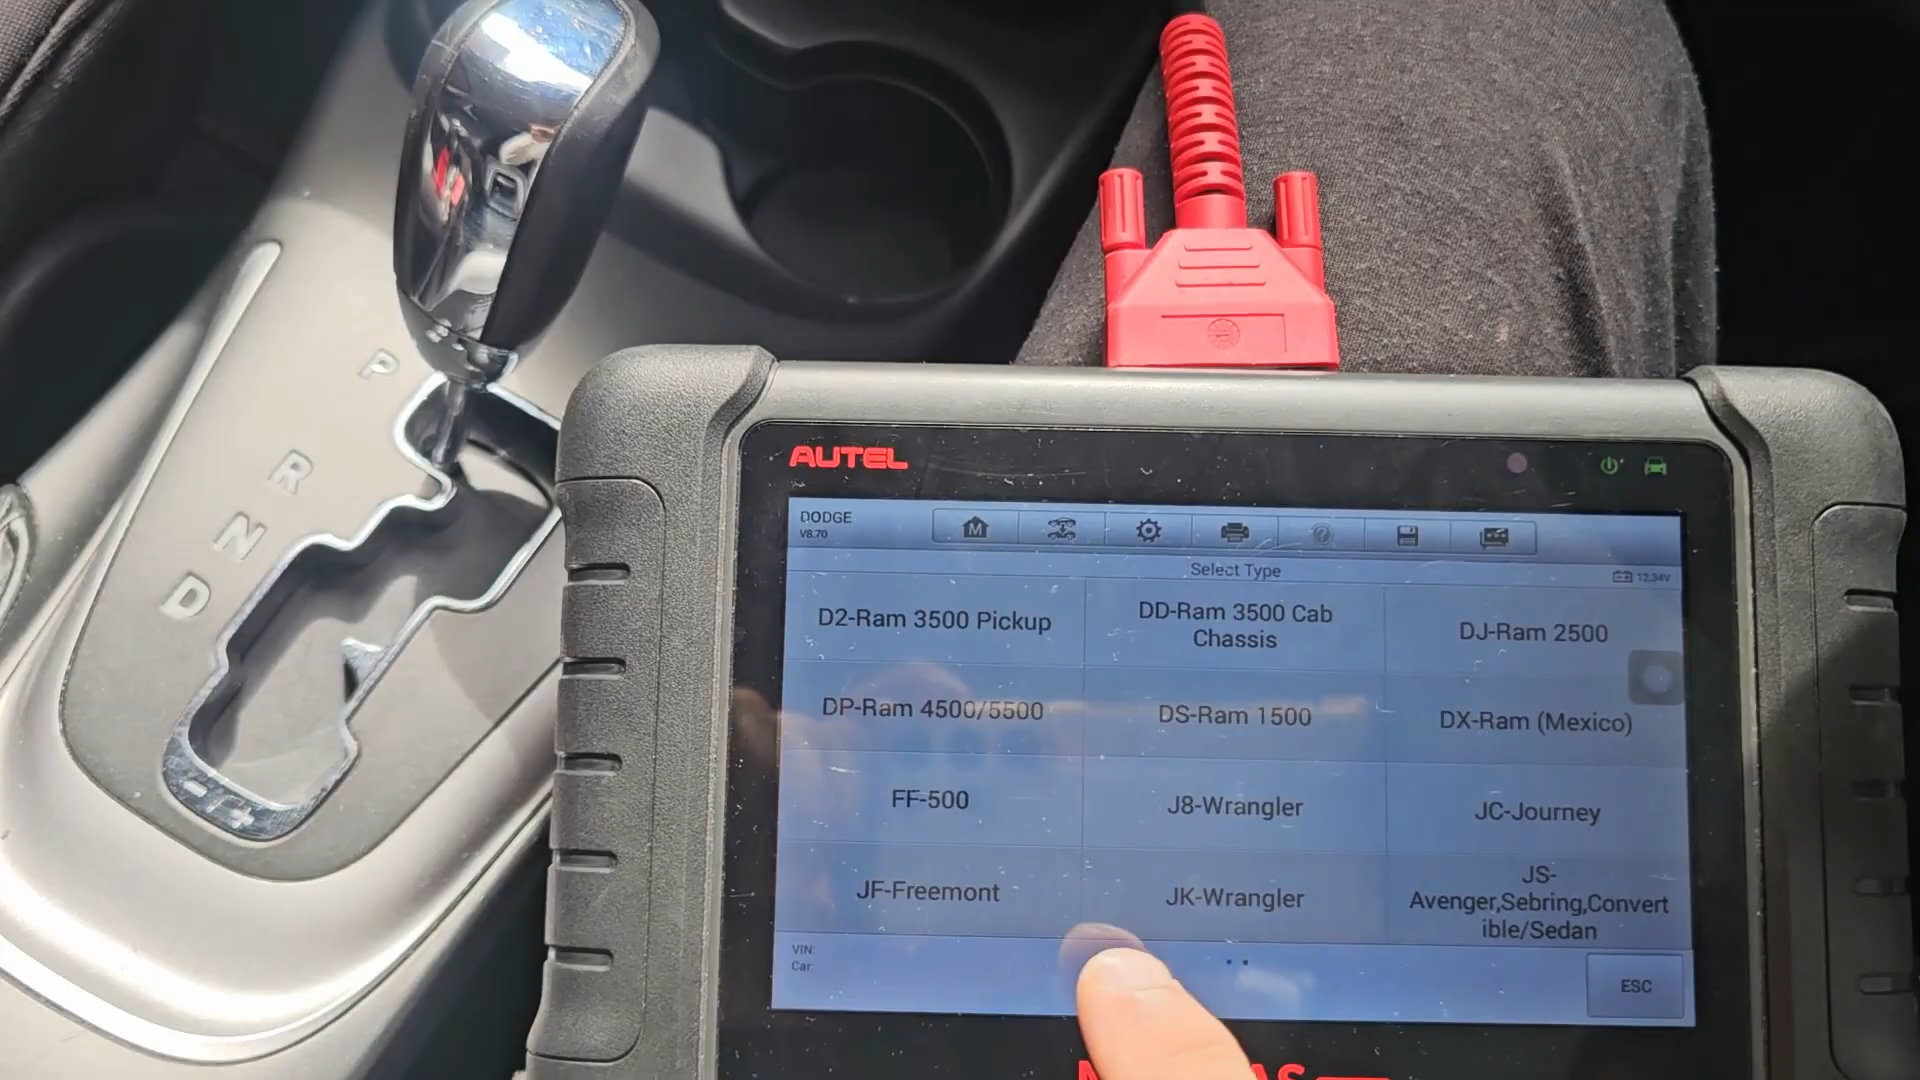 P
R
N
D
- / +
AUTEL
DODGE
V8.70
M
Select Type
12.34V
D2-Ram 3500 Pickup
DD-Ram 3500 Cab
Chassis
DJ-Ram 2500
DP-Ram 4500/5500
DS-Ram 1500
DX-Ram (Mexico)
FF-500
J8-Wrangler
JC-Journey
JF-Freemont
JK-Wrangler
JS-
Avenger,Sebring,Convert
ible/Sedan
VIN:
Car:
ESC